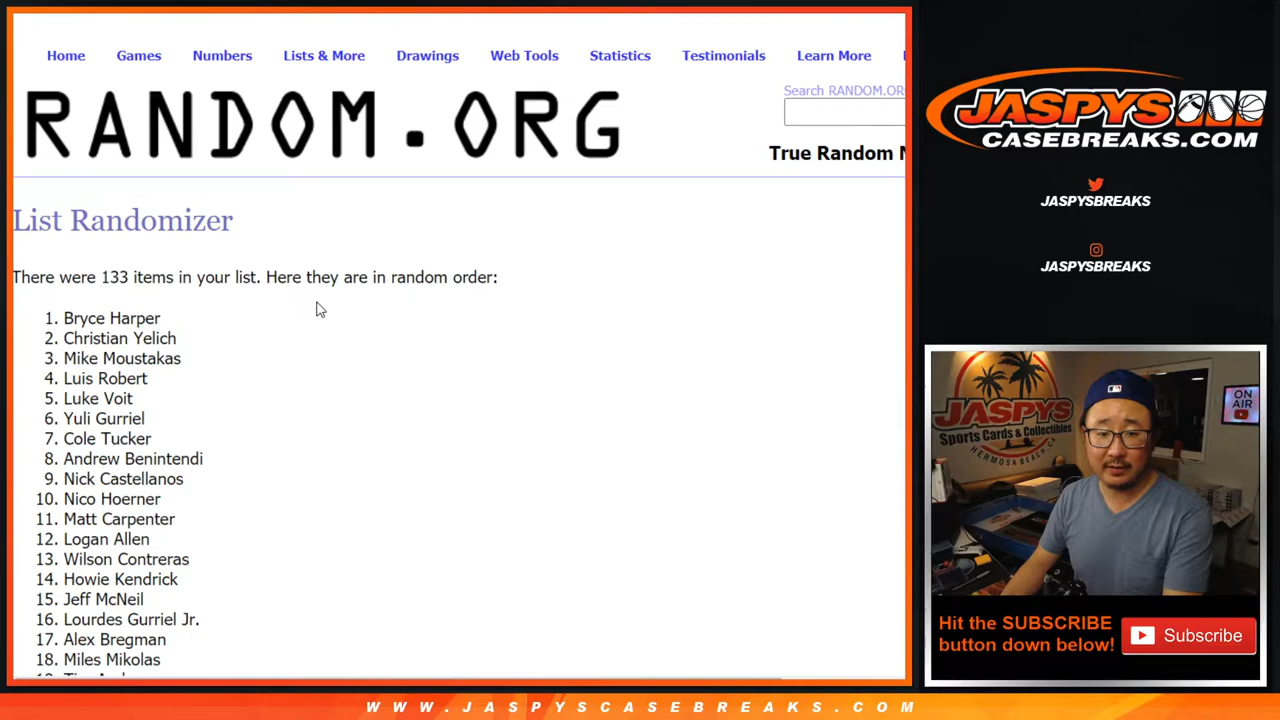 Home Games Numbers Lists & More Drawings Web Tools Statistics Testimonials Learn More
RANDOM.ORG
Search RANDOM.OR
True Random
List Randomizer
There were 133 items in your list. Here they are in random order:
1. Bryce Harper
2. Christian Yelich
3. Mike Moustakas
4. Luis Robert
5. Luke Voit
6. Yuli Gurriel
7. Cole Tucker
8. Andrew Benintendi
9. Nick Castellanos
10. Nico Hoerner
11. Matt Carpenter
12. Logan Allen
13. Wilson Contreras
14. Howie Kendrick
15. Jeff McNeil
16. Lourdes Gurriel Jr.
17. Alex Bregman
18. Miles Mikolas
JASPYS
CASEBREAKS.COM
JASPYSBREAKS
JASPYSBREAKS
JASPYS
Sports Cards & Collectibles
HERMOSA BEACH, CA
ON
AIR
Hit the SUBSCRIBE
button down below!
Subscribe
WWW.JASPYSCASEBREAKS.COM